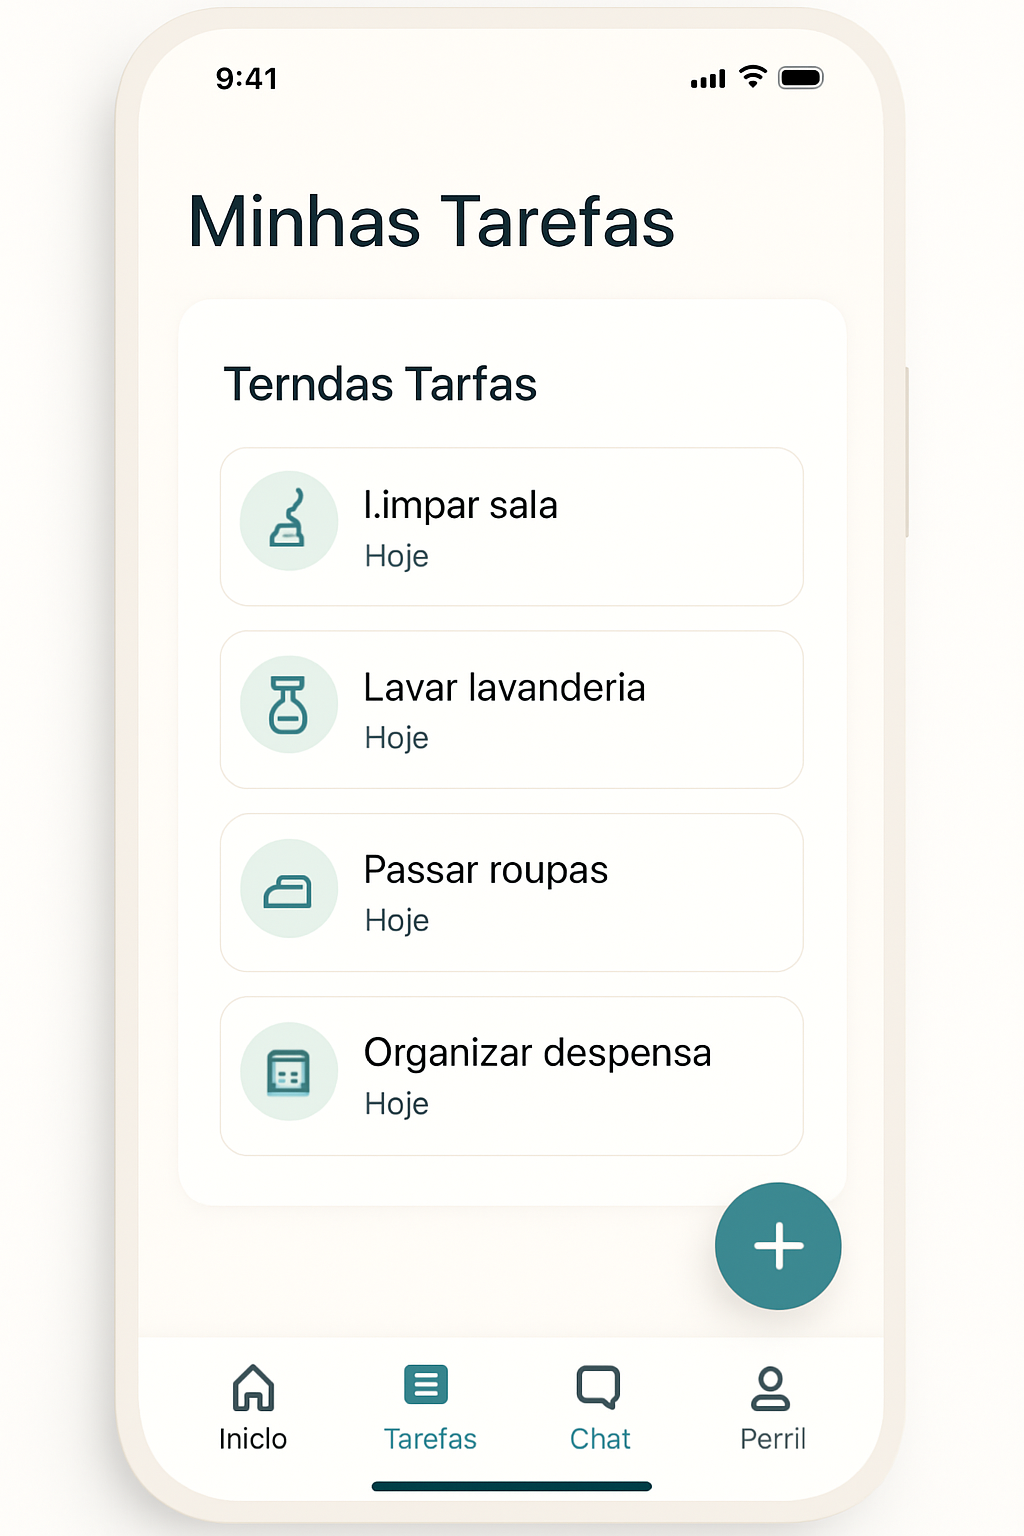 9:41
Minhas Tarefas
Terndas Tarfas
l.impar sala
Hoje
Lavar lavanderia
Hoje
Passar roupas
Hoje
Organizar despensa
Hoje
Iniclo
Tarefas
Chat
Perril